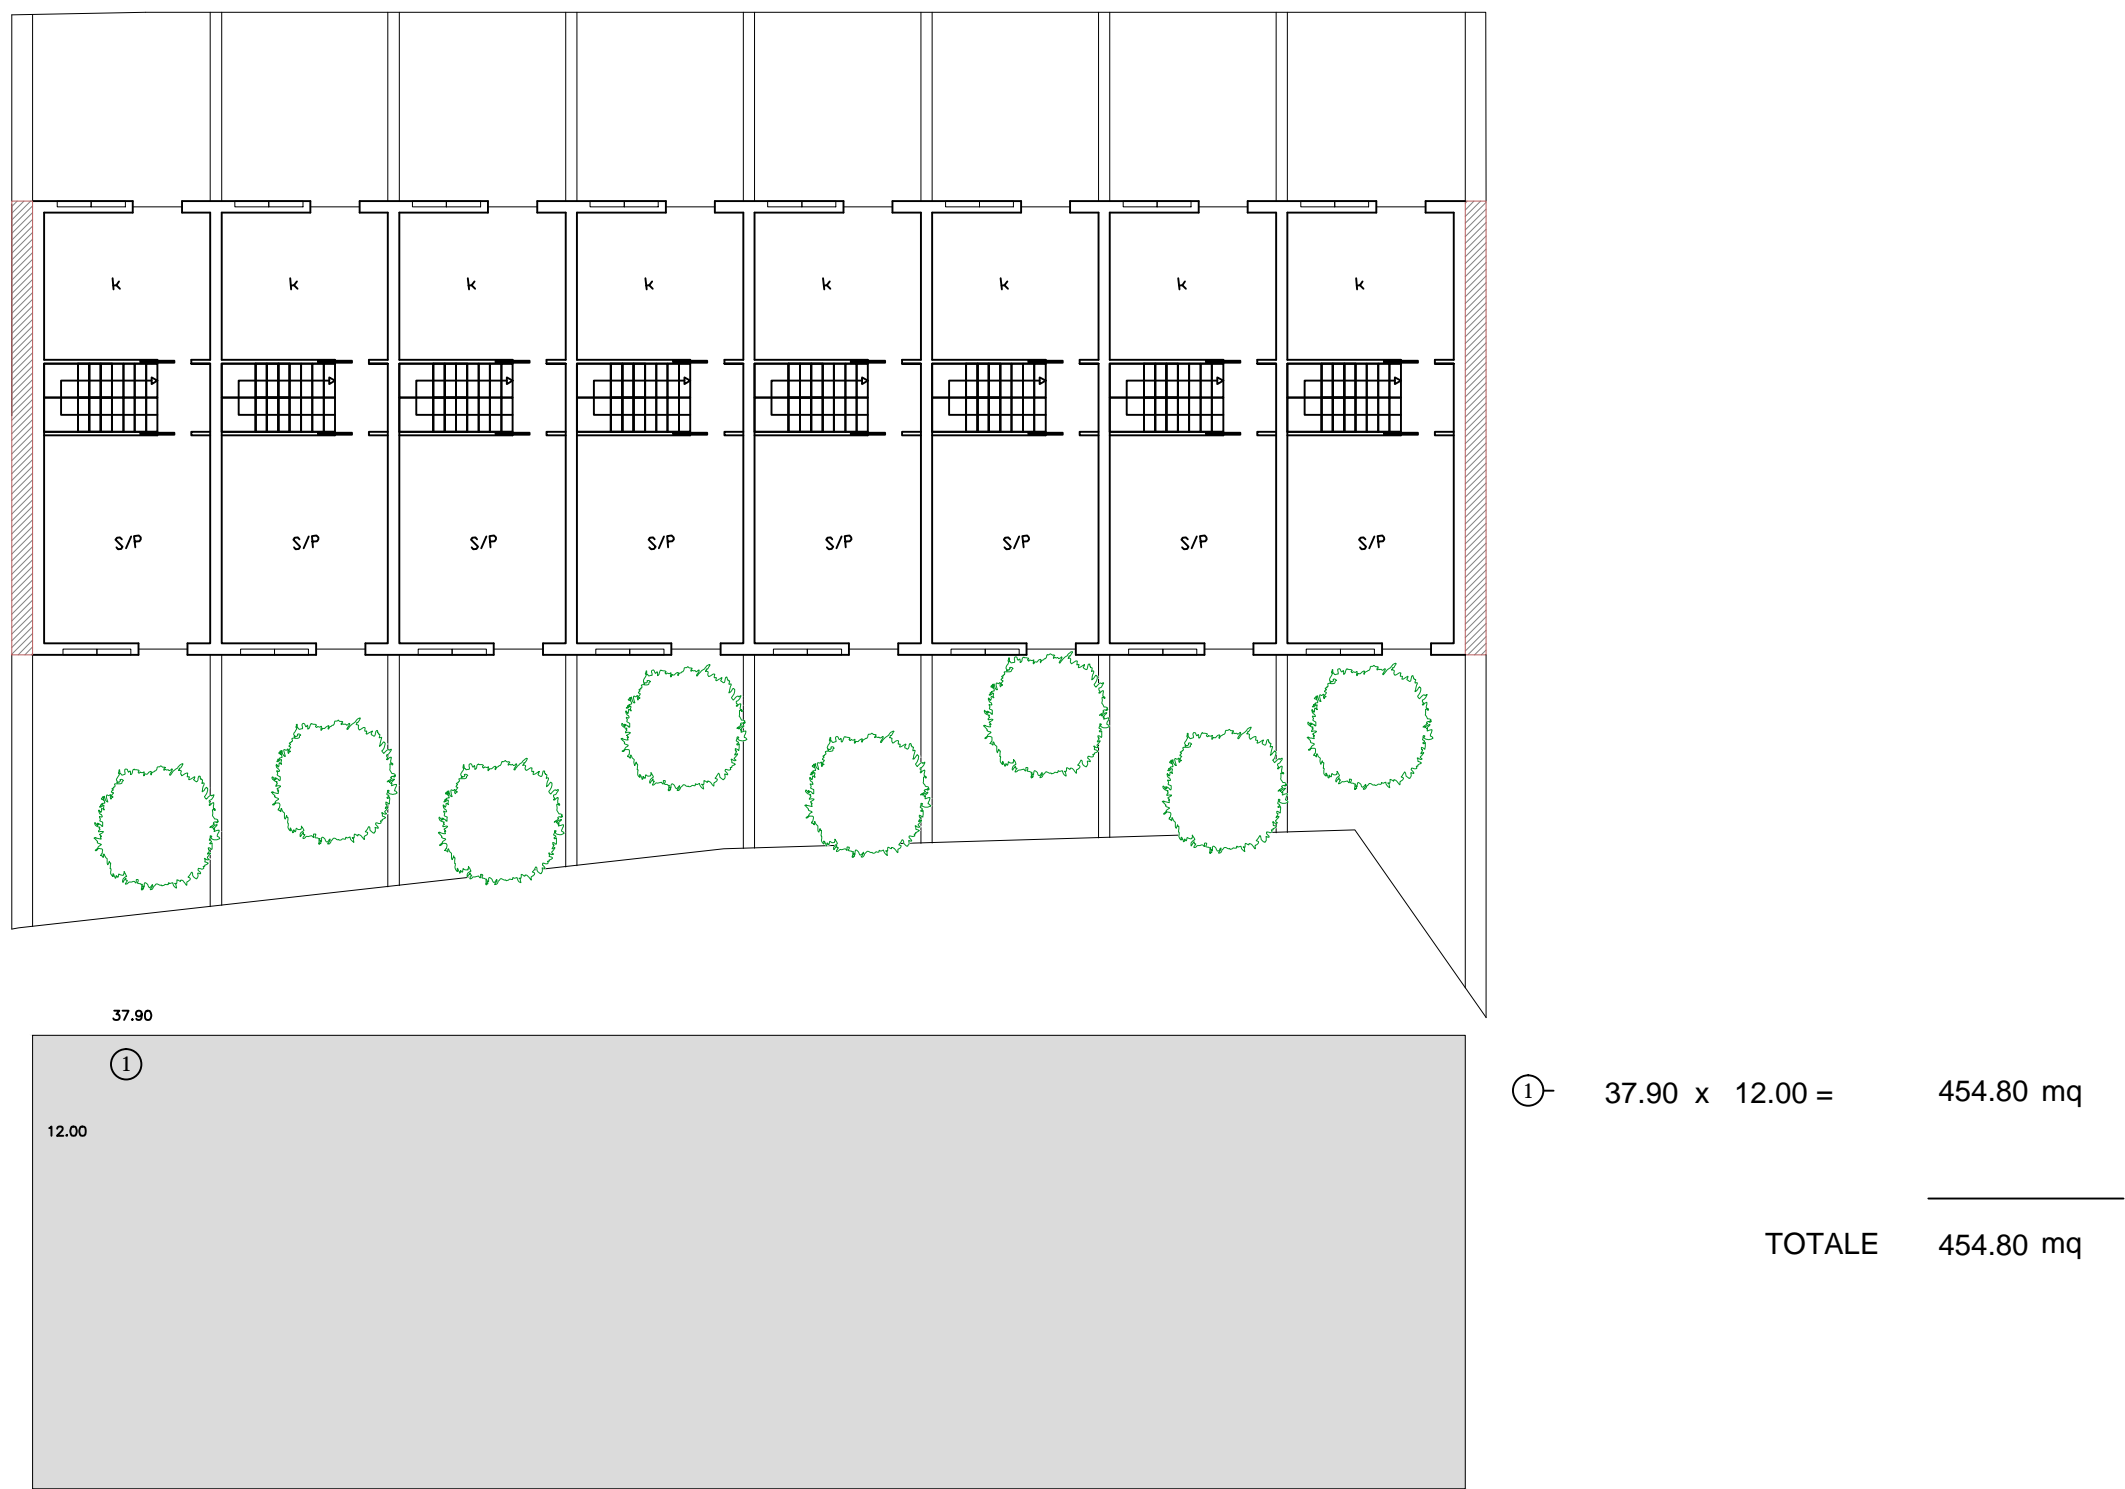 k k k k k k k k
S/P S/P S/P S/P S/P S/P S/P S/P
37.90
1
12.00
1- 37.90 x 12.00 = 454.80 mq
TOTALE 454.80 mq